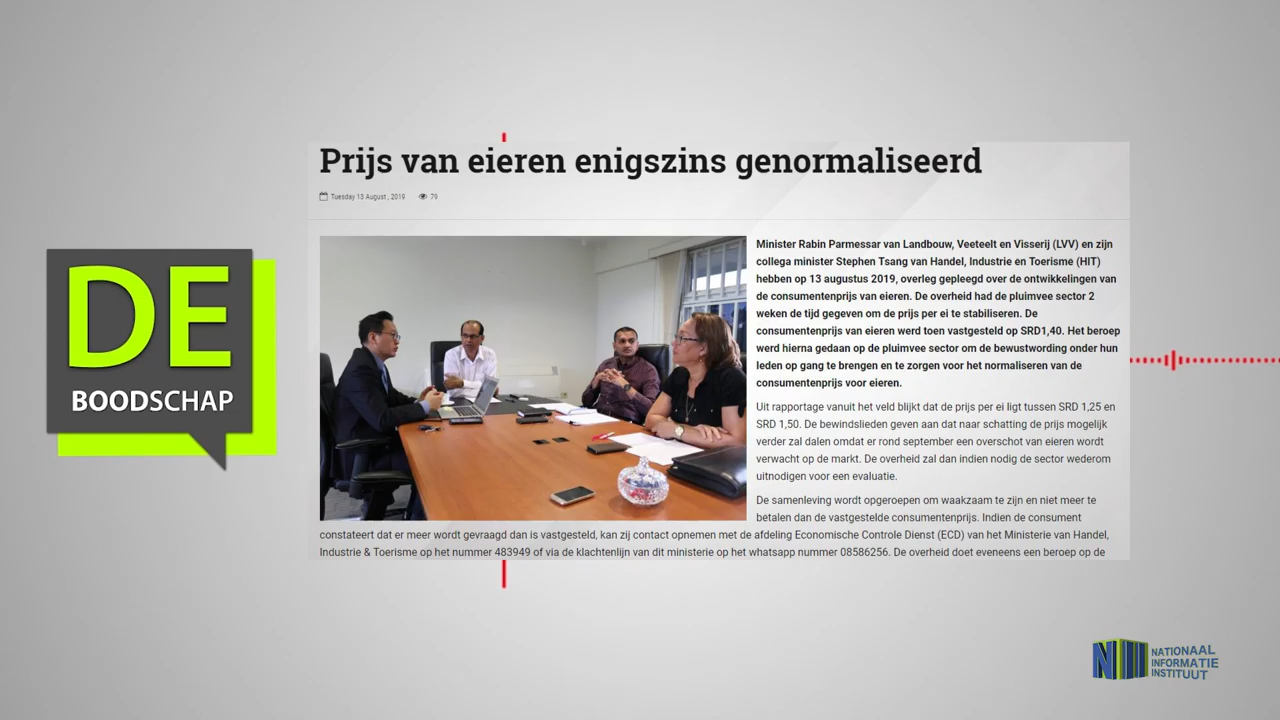 Prijs van eieren enigszins genormaliseerd
Tuesday 13 August , 2019 79
DE
BOODSCHAP
Minister Rabin Parmessar van Landbouw, Veeteelt en Visserij (LVV) en zijn
collega minister Stephen Tsang van Handel, Industrie en Toerisme (HIT)
hebben op 13 augustus 2019, overleg gepleegd over de ontwikkelingen van
de consumentenprijs van eieren. De overheid had de pluimvee sector 2
weken de tijd gegeven om de prijs per ei te stabiliseren. De
consumentenprijs van eieren werd toen vastgesteld op SRD1,40. Het beroep
werd hierna gedaan op de pluimvee sector om de bewustwording onder hun
leden op gang te brengen en te zorgen voor het normaliseren van de
consumentenprijs voor eieren.
Uit rapportage vanuit het veld blijkt dat de prijs per ei ligt tussen SRD 1,25 en
SRD 1,50. De bewindslieden geven aan dat naar schatting de prijs mogelijk
verder zal dalen omdat er rond september een overschot van eieren wordt
verwacht op de markt. De overheid zal dan indien nodig de sector wederom
uitnodigen voor een evaluatie.
De samenleving wordt opgeroepen om waakzaam te zijn en niet meer te
betalen dan de vastgestelde consumentenprijs. Indien de consument
constateert dat er meer wordt gevraagd dan is vastgesteld, kan zij contact opnemen met de afdeling Economische Controle Dienst (ECD) van het Ministerie van Handel,
Industrie & Toerisme op het nummer 483949 of via de klachtenlijn van dit ministerie op het whatsapp nummer 08586256. De overheid doet eveneens een beroep op de
NII
NATIONAAL
INFORMATIE
INSTITUUT